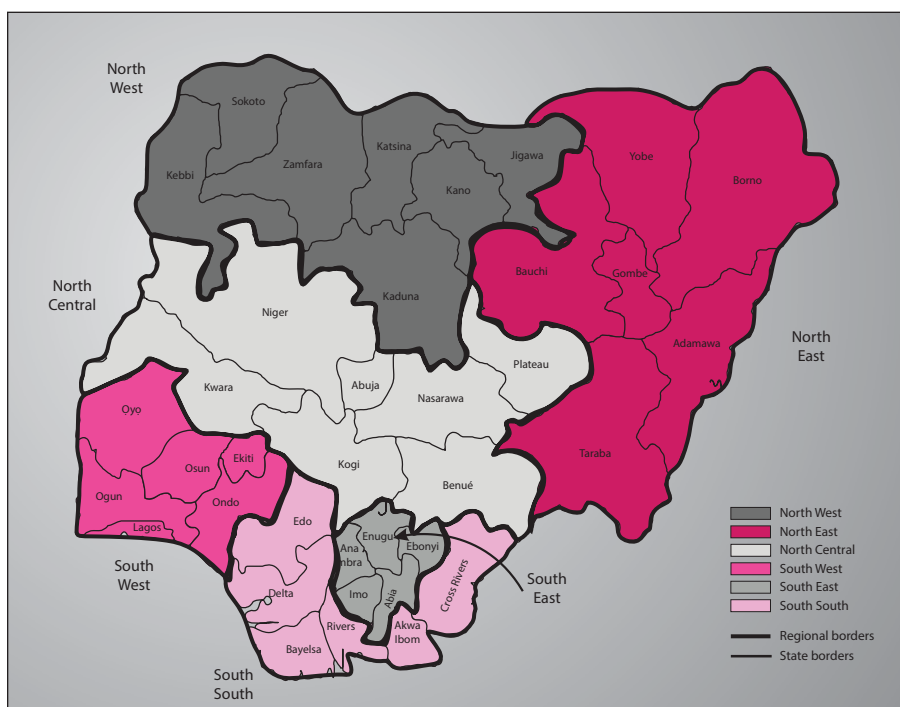 North
West
Sokoto
Katsina
Jigawa
Yobe
Zamfara
Kebbi
Kano
Borno
Bauchi
Gombe
North
Central
Kaduna
Niger
North
East
Adamawa
Plateau
Abuja
Kwara
Nasarawa
Ọyọ
Taraba
Ekiti
Osun
Kogi
Benué
Ogun
Ondo
Lagos
Edo
Enugu
Ebonyi
Ana
mbra
South
West
Cross Rivers
South
East
Delta
Imo
Abia
Rivers
Akwa
Ibom
Bayelsa
South
South
North West
North East
North Central
South West
South East
South South
Regional borders
State borders